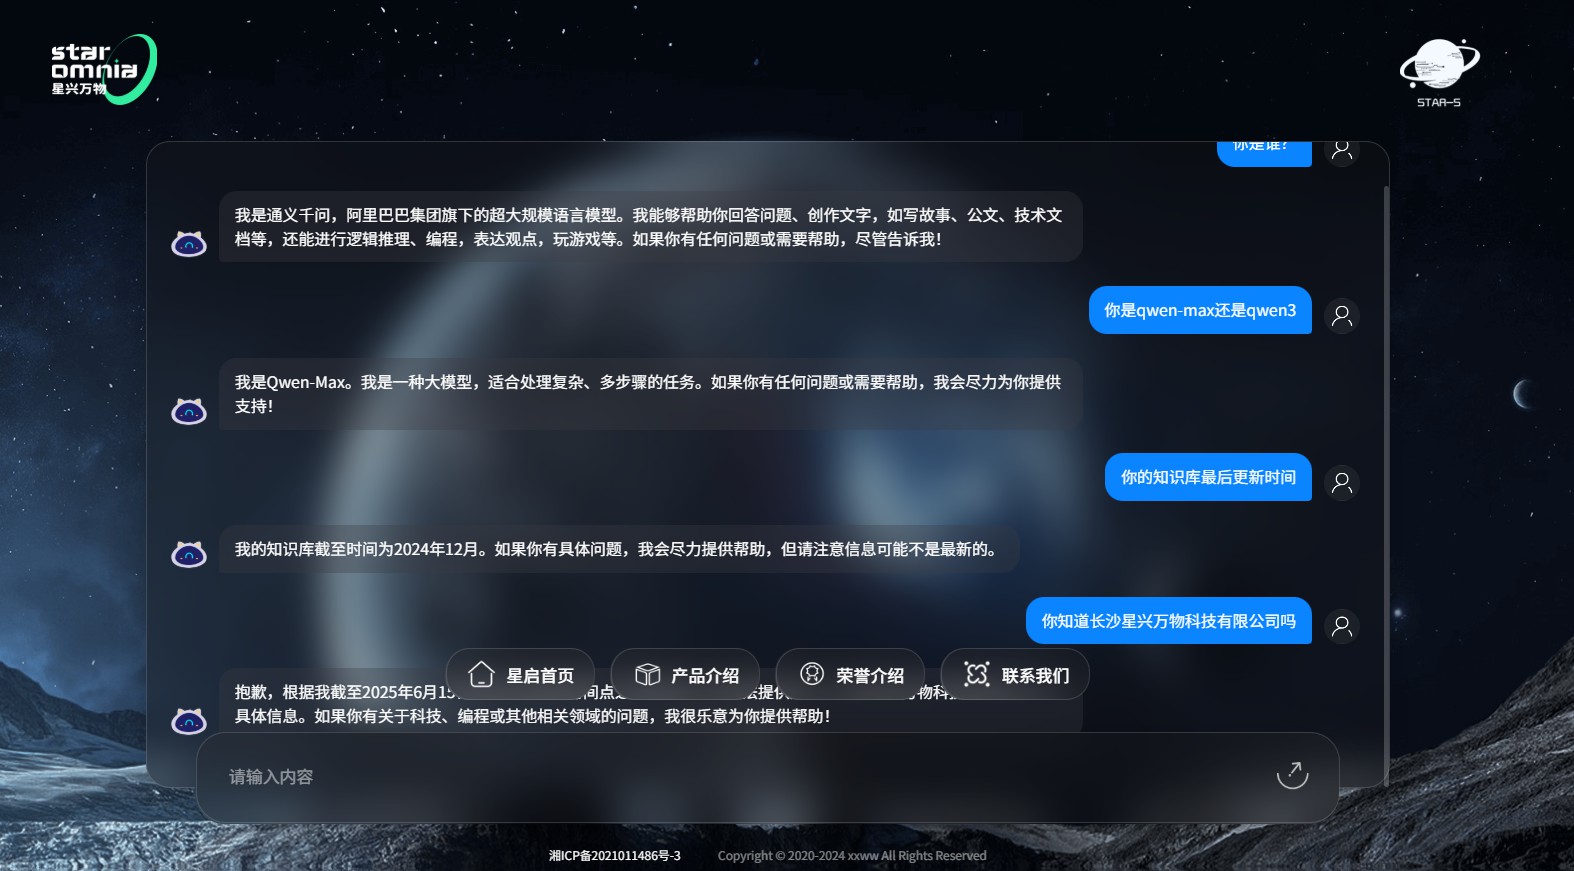 star
omnia
星兴万物
STAR-S
你是谁?
我是通义千问，阿里巴巴集团旗下的超大规模语言模型。我能够帮助你回答问题、创作文字，如写故事、公文、技术文
档等，还能进行逻辑推理、编程，表达观点，玩游戏等。如果你有任何问题或需要帮助，尽管告诉我！
你是qwen-max还是qwen3
我是Qwen-Max。我是一种大模型，适合处理复杂、多步骤的任务。如果你有任何问题或需要帮助，我会尽力为你提供
支持！
你的知识库最后更新时间
我的知识库截至时间为2024年12月。如果你有具体问题，我会尽力提供帮助，但请注意信息可能不是最新的。
你知道长沙星兴万物科技有限公司吗
星启首页 产品介绍 荣誉介绍 联系我们
抱歉，根据我截至2025年6月15
具体信息。如果你有关于科技、编程或其他相关领域的问题，我很乐意为你提供帮助！
请输入内容
湘ICP备2021011486号-3 Copyright © 2020-2024 xxww All Rights Reserved